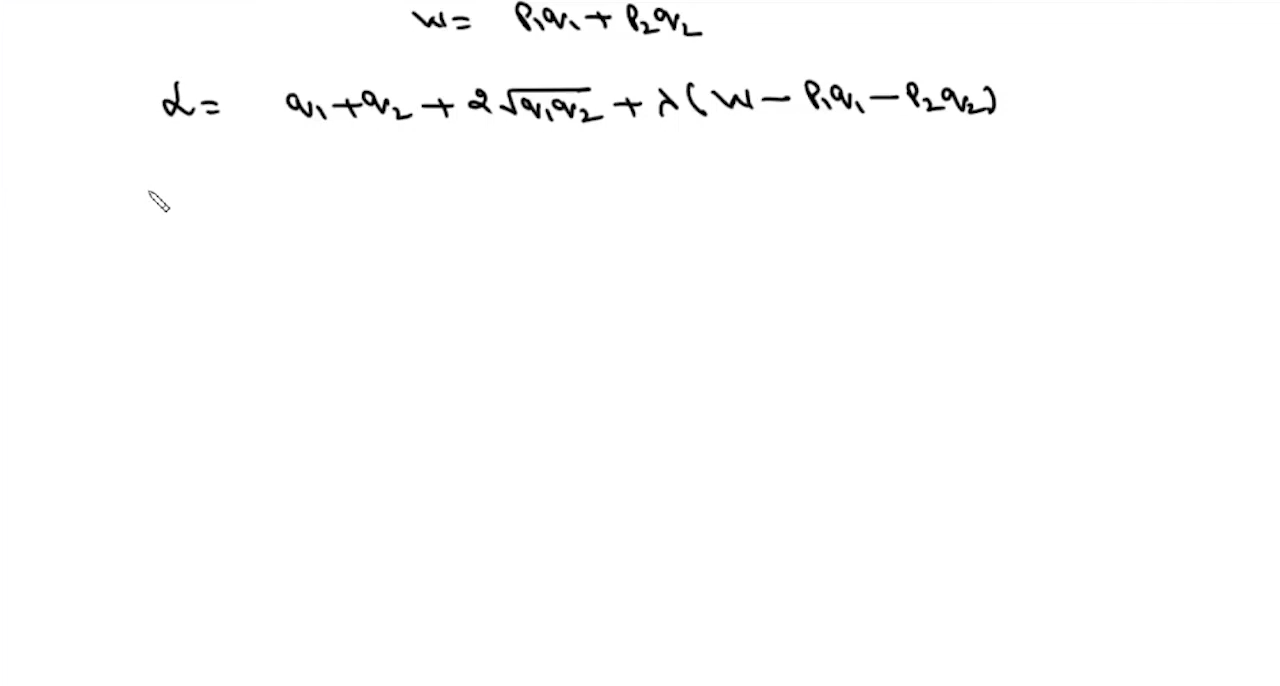 w = P₁q₁ + P₂q₂
ℒ = q₁ + q₂ + 2√q₁q₂ + λ(w − P₁q₁ − P₂q₂)